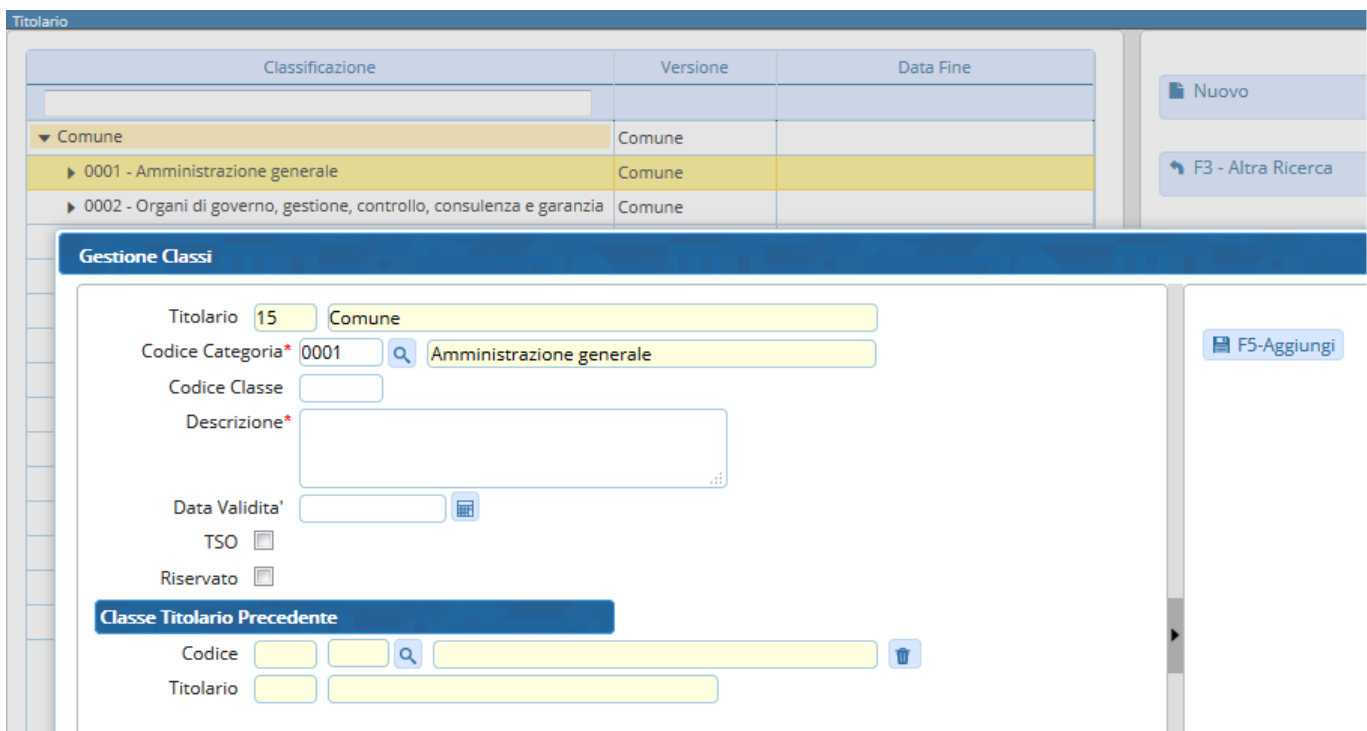 Titolario
Classificazione Versione Data Fine
Nuovo
Comune Comune
0001 - Amministrazione generale Comune
F3 - Altra Ricerca
0002 - Organi di governo, gestione, controllo, consulenza e garanzia Comune
Gestione Classi
Titolario 15 Comune
Codice Categoria* 0001 Amministrazione generale
F5-Aggiungi
Codice Classe
Descrizione*
Data Validita'
TSO
Riservato
Classe Titolario Precedente
Codice
Titolario